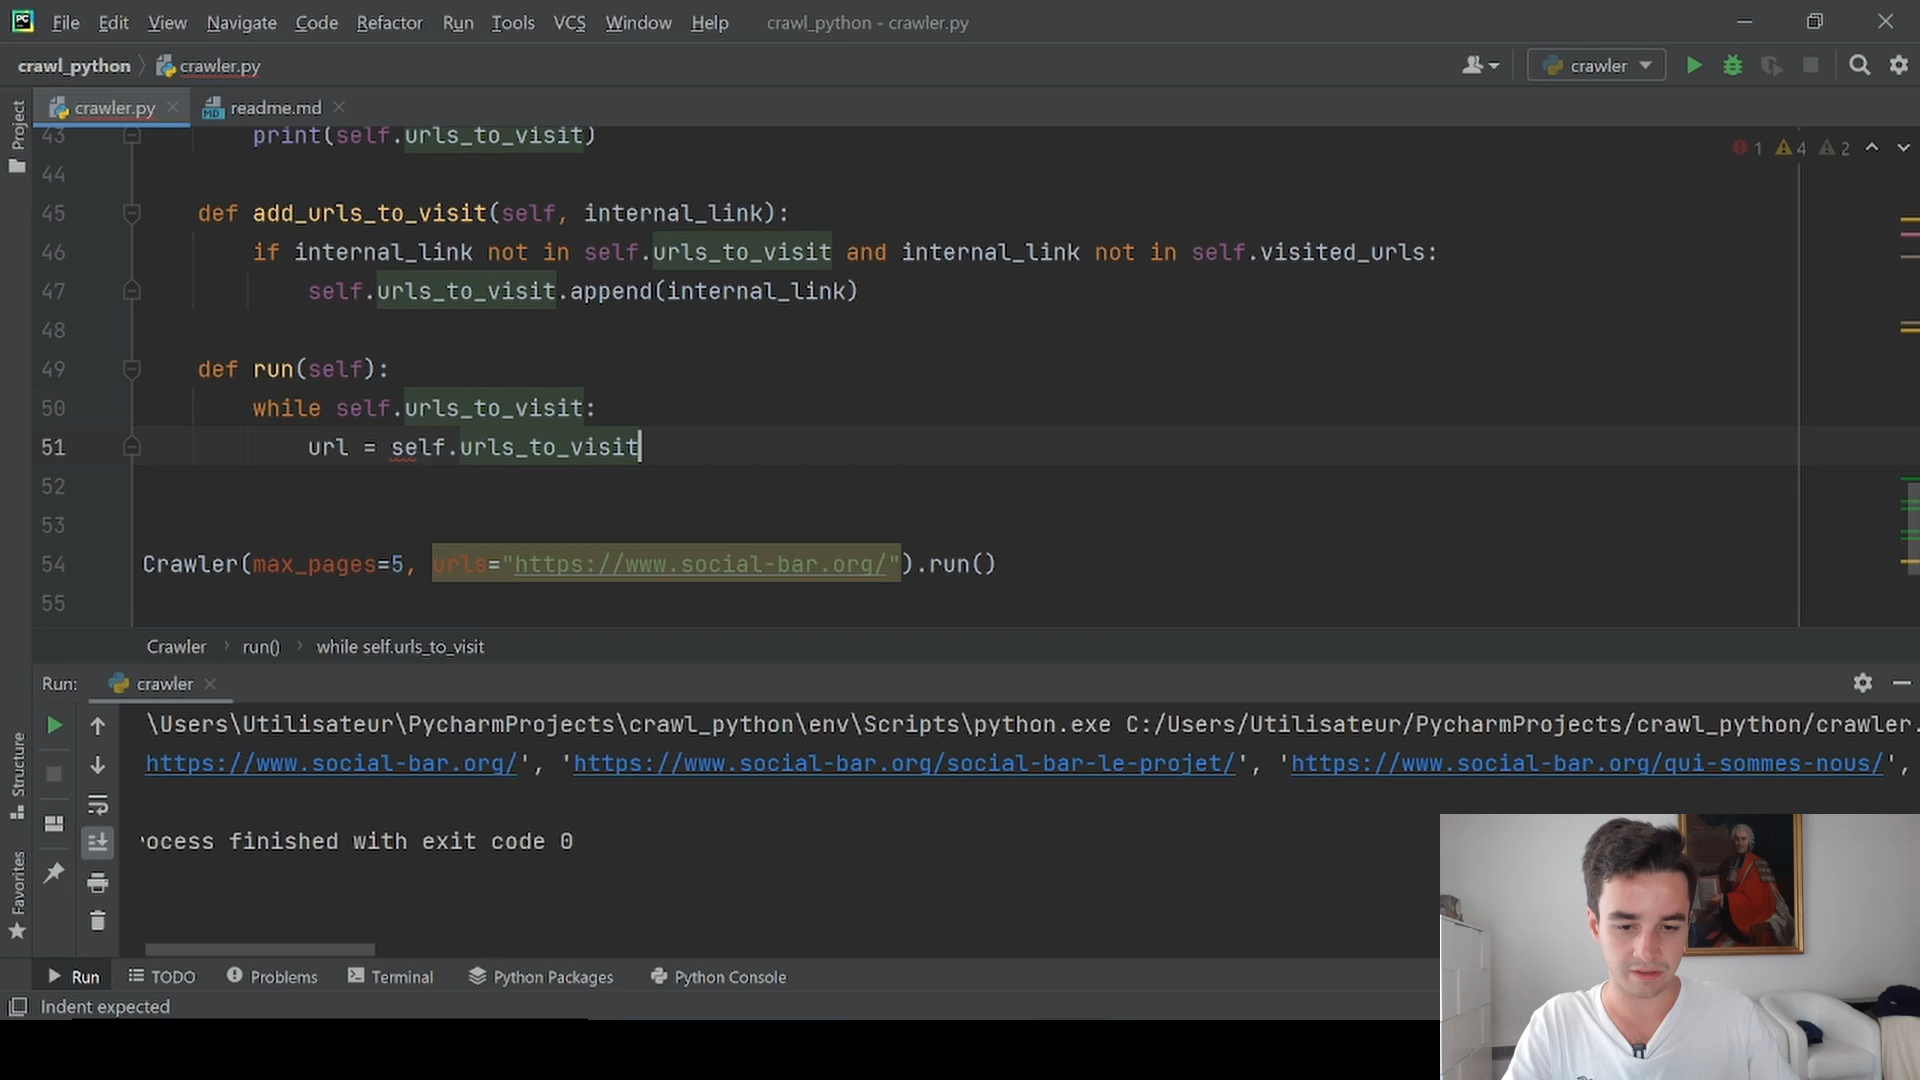 PC File Edit View Navigate Code Refactor Run Tools VCS Window Help crawl_python - crawler.py
crawl_python crawler.py crawler
crawler.py readme.md
Project
43 print(self.urls_to_visit)
1 4 2
44
45 def add_urls_to_visit(self, internal_link):
46 if internal_link not in self.urls_to_visit and internal_link not in self.visited_urls:
47 self.urls_to_visit.append(internal_link)
48
49 def run(self):
50 while self.urls_to_visit:
51 url = self.urls_to_visit
52
53
54 Crawler(max_pages=5, urls="https://www.social-bar.org/").run()
55
Crawler run() while self.urls_to_visit
Run: crawler
\Users\Utilisateur\PycharmProjects\crawl_python\env\Scripts\python.exe C:/Users/Utilisateur/PycharmProjects/crawl_python/crawler.
https://www.social-bar.org/', 'https://www.social-bar.org/social-bar-le-projet/', 'https://www.social-bar.org/qui-sommes-nous/',
ocess finished with exit code 0
Structure
Favorites
Run TODO Problems Terminal Python Packages Python Console
Indent expected